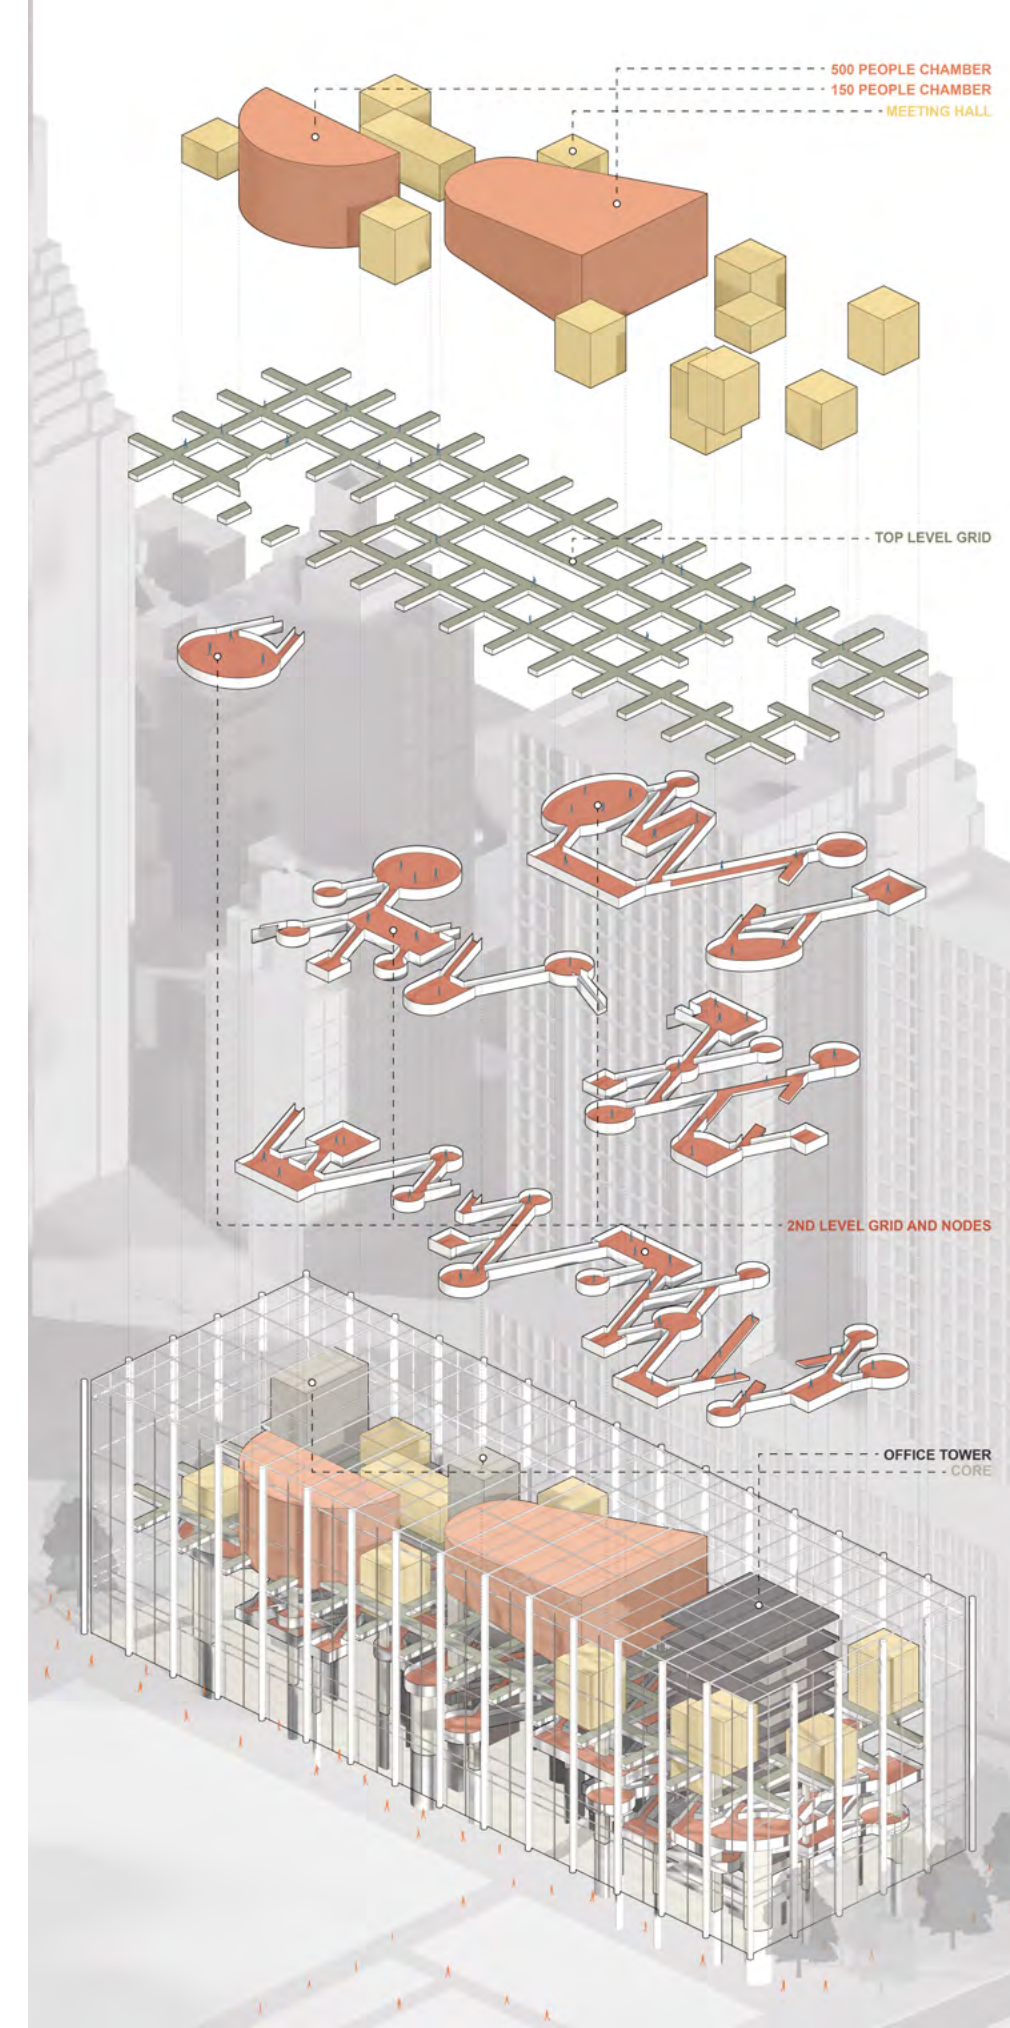 500 PEOPLE CHAMBER
150 PEOPLE CHAMBER
MEETING HALL
TOP LEVEL GRID
2ND LEVEL GRID AND NODES
OFFICE TOWER
CORE